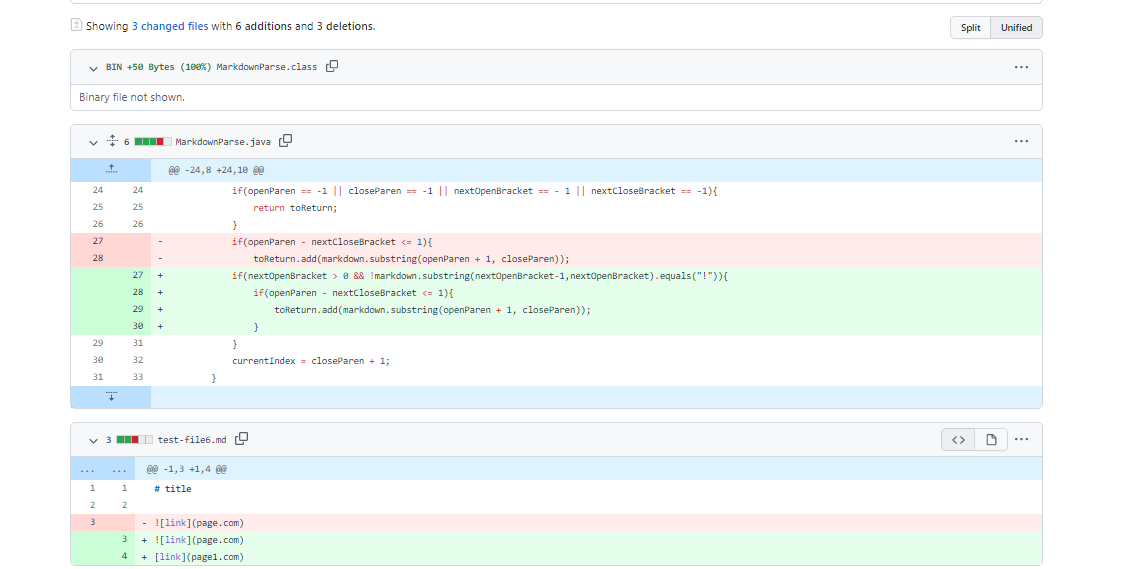 Showing 3 changed files with 6 additions and 3 deletions.
Split Unified
BIN +50 Bytes (100%) MarkdownParse.class
Binary file not shown.
6 MarkdownParse.java
@@ -24,8 +24,10 @@
24 24 if(openParen == -1 || closeParen == -1 || nextOpenBracket == - 1 || nextCloseBracket == -1){
25 25 return toReturn;
26 26 }
27 - if(openParen - nextCloseBracket <= 1){
28 - toReturn.add(markdown.substring(openParen + 1, closeParen));
27 + if(nextOpenBracket > 0 && !markdown.substring(nextOpenBracket-1,nextOpenBracket).equals("!")){
28 + if(openParen - nextCloseBracket <= 1){
29 + toReturn.add(markdown.substring(openParen + 1, closeParen));
30 + }
29 31 }
30 32 currentIndex = closeParen + 1;
31 33 }
3 test-file6.md
... ... @@ -1,3 +1,4 @@
1 1 # title
2 2
3 - ![link](page.com)
3 + ![link](page.com)
4 + [link](page1.com)